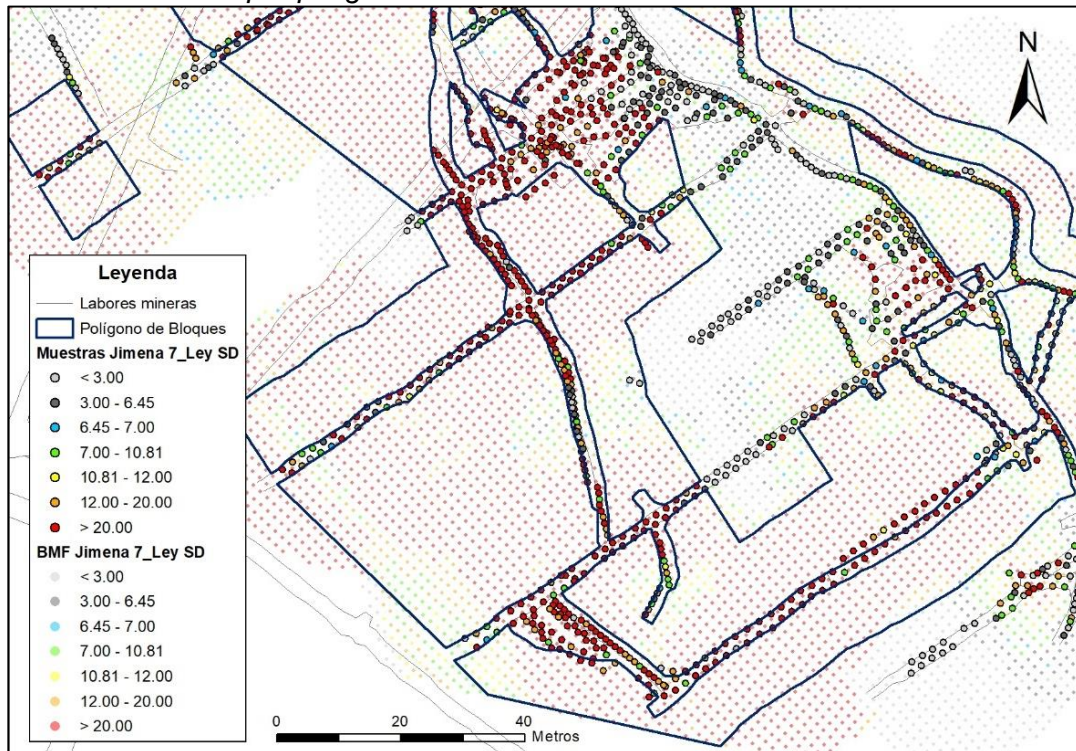 N
Leyenda
Labores mineras
Polígono de Bloques
Muestras Jimena 7_Ley SD
< 3.00
3.00 - 6.45
6.45 - 7.00
7.00 - 10.81
10.81 - 12.00
12.00 - 20.00
> 20.00
BMF Jimena 7_Ley SD
< 3.00
3.00 - 6.45
6.45 - 7.00
7.00 - 10.81
10.81 - 12.00
12.00 - 20.00
> 20.00
0 20 40
Metros